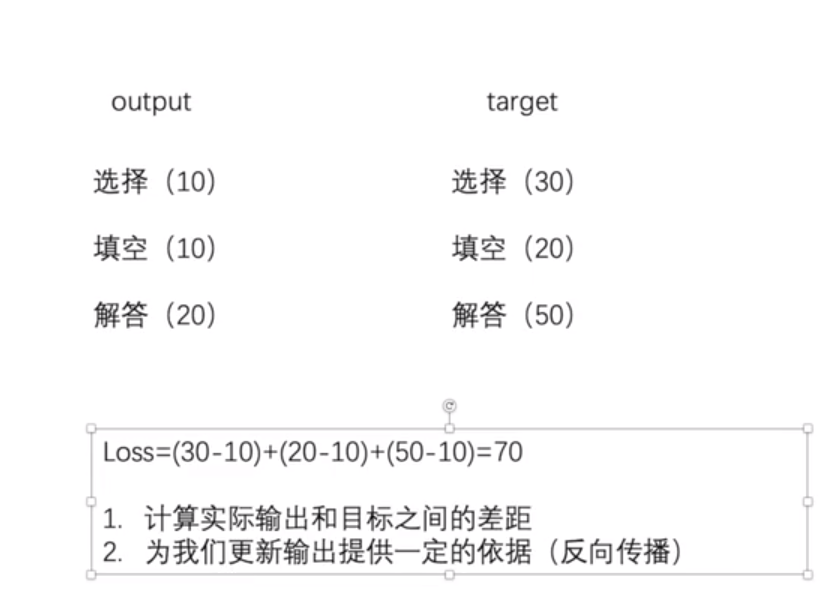 output target
选择（10） 选择（30）
填空（10） 填空（20）
解答（20） 解答（50）
Loss=(30-10)+(20-10)+(50-10)=70
1. 计算实际输出和目标之间的差距
2. 为我们更新输出提供一定的依据（反向传播）